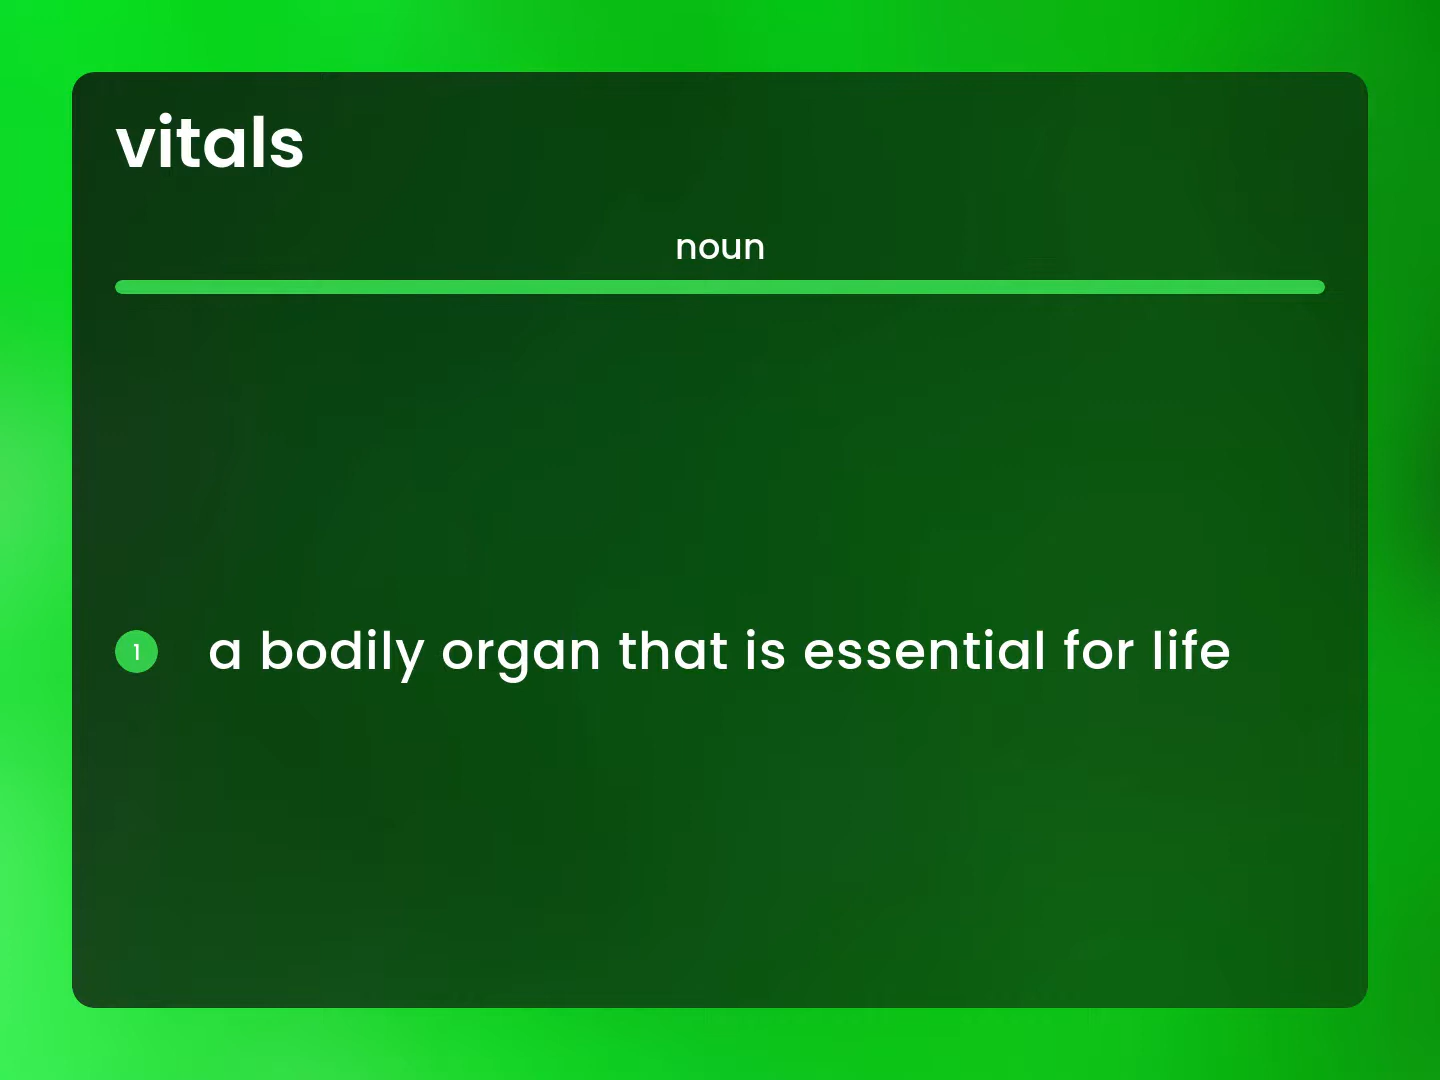 vitals
noun
1 a bodily organ that is essential for life